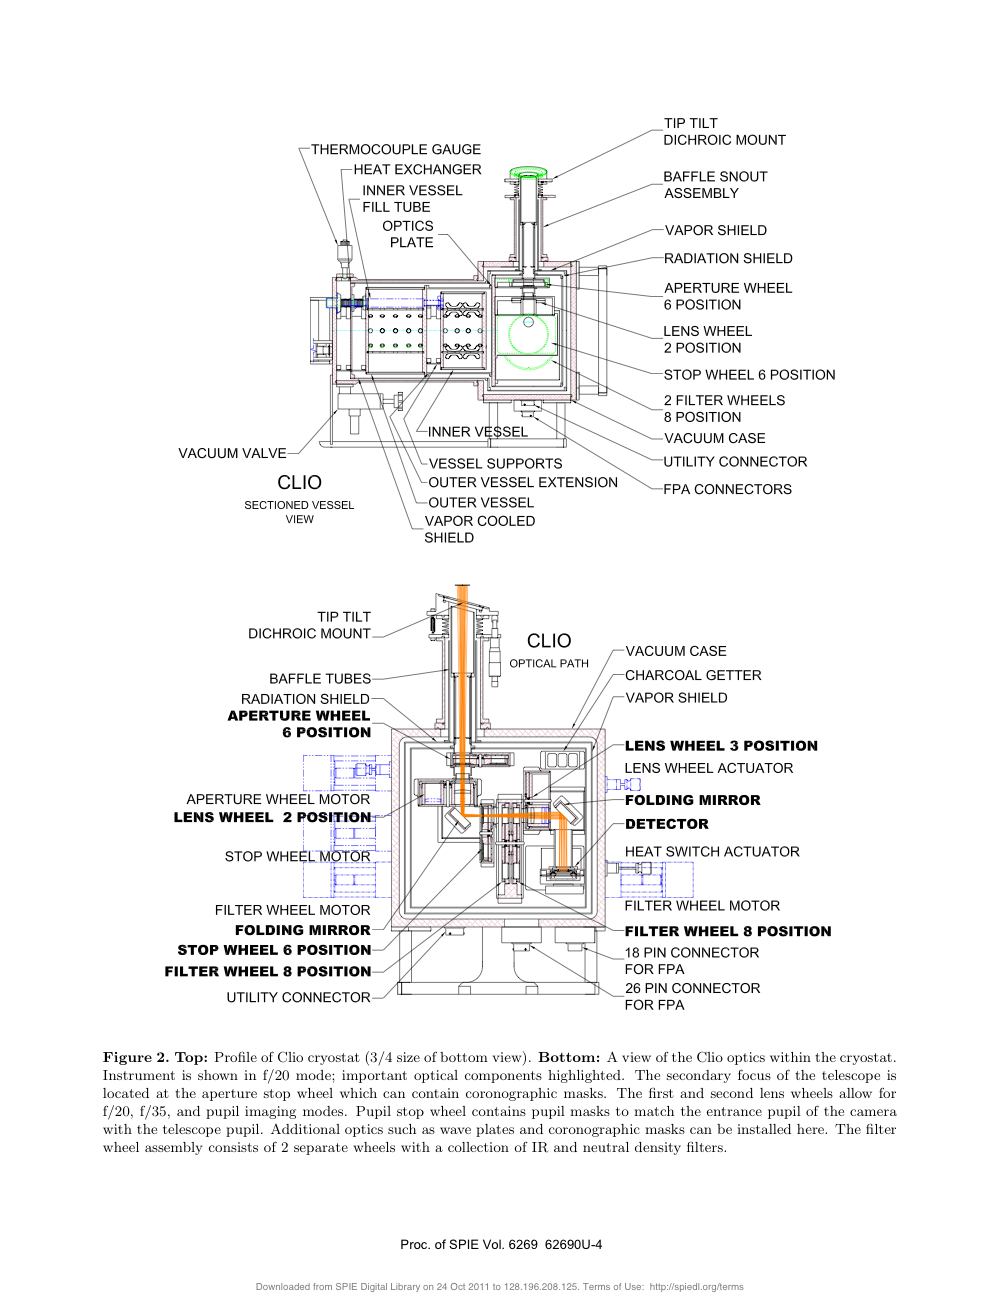 TIP TILT
DICHROIC MOUNT
THERMOCOUPLE GAUGE
HEAT EXCHANGER
INNER VESSEL
FILL TUBE
OPTICS
PLATE
BAFFLE SNOUT
ASSEMBLY
VAPOR SHIELD
RADIATION SHIELD
APERTURE WHEEL
6 POSITION
LENS WHEEL
2 POSITION
STOP WHEEL 6 POSITION
2 FILTER WHEELS
8 POSITION
VACUUM CASE
UTILITY CONNECTOR
FPA CONNECTORS
INNER VESSEL
VACUUM VALVE
VESSEL SUPPORTS
OUTER VESSEL EXTENSION
OUTER VESSEL
VAPOR COOLED
SHIELD
CLIO
SECTIONED VESSEL
VIEW
TIP TILT
DICHROIC MOUNT
CLIO
OPTICAL PATH
BAFFLE TUBES
RADIATION SHIELD
APERTURE WHEEL
6 POSITION
APERTURE WHEEL MOTOR
LENS WHEEL 2 POSITION
STOP WHEEL MOTOR
FILTER WHEEL MOTOR
FOLDING MIRROR
STOP WHEEL 6 POSITION
FILTER WHEEL 8 POSITION
UTILITY CONNECTOR
VACUUM CASE
CHARCOAL GETTER
VAPOR SHIELD
LENS WHEEL 3 POSITION
LENS WHEEL ACTUATOR
FOLDING MIRROR
DETECTOR
HEAT SWITCH ACTUATOR
FILTER WHEEL MOTOR
FILTER WHEEL 8 POSITION
18 PIN CONNECTOR
FOR FPA
26 PIN CONNECTOR
FOR FPA
Figure 2. Top: Profile of Clio cryostat (3/4 size of bottom view). Bottom: A view of the Clio optics within the cryostat.
Instrument is shown in f/20 mode; important optical components highlighted. The secondary focus of the telescope is
located at the aperture stop wheel which can contain coronographic masks. The first and second lens wheels allow for
f/20, f/35, and pupil imaging modes. Pupil stop wheel contains pupil masks to match the entrance pupil of the camera
with the telescope pupil. Additional optics such as wave plates and coronographic masks can be installed here. The filter
wheel assembly consists of 2 separate wheels with a collection of IR and neutral density filters.
Proc. of SPIE Vol. 6269 62690U-4
Downloaded from SPIE Digital Library on 24 Oct 2011 to 128.196.208.125. Terms of Use: http://spiedl.org/terms